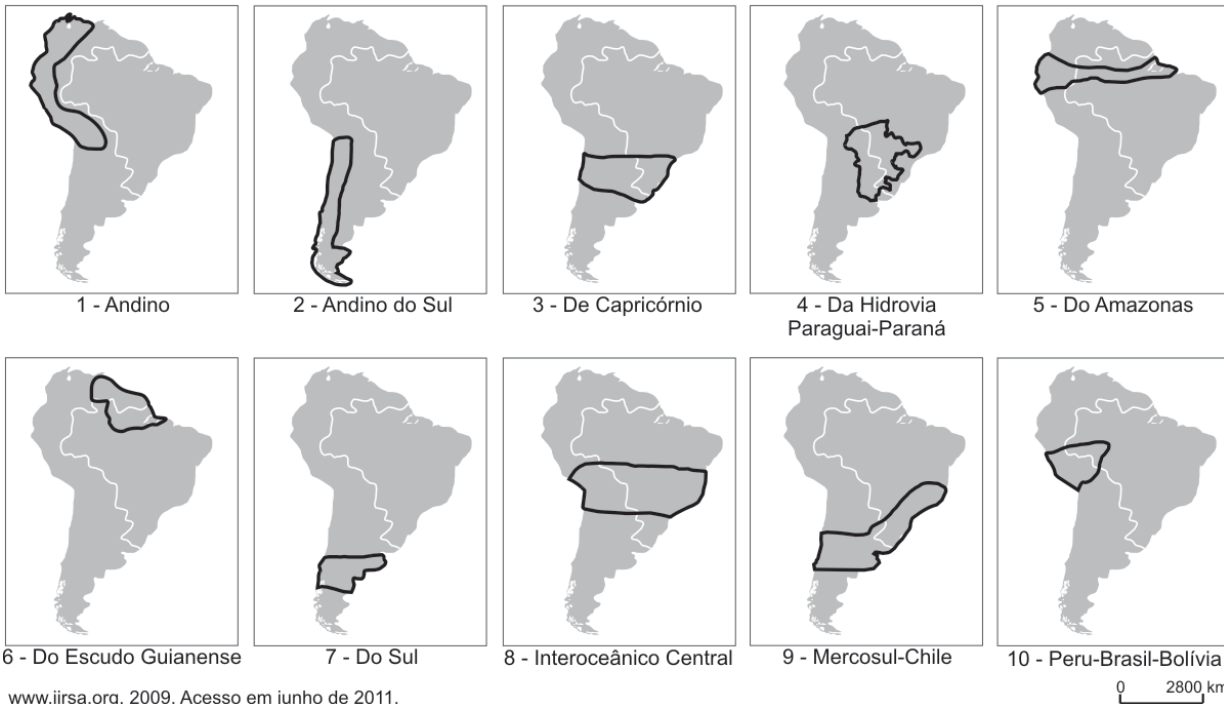 1 - Andino
2 - Andino do Sul
3 - De Capricórnio
4 - Da Hidrovia
Paraguai-Paraná
5 - Do Amazonas
6 - Do Escudo Guianense
7 - Do Sul
8 - Interoceânico Central
9 - Mercosul-Chile
10 - Peru-Brasil-Bolívia
www.iirsa.org. 2009. Acesso em junho de 2011.
0 2800 km